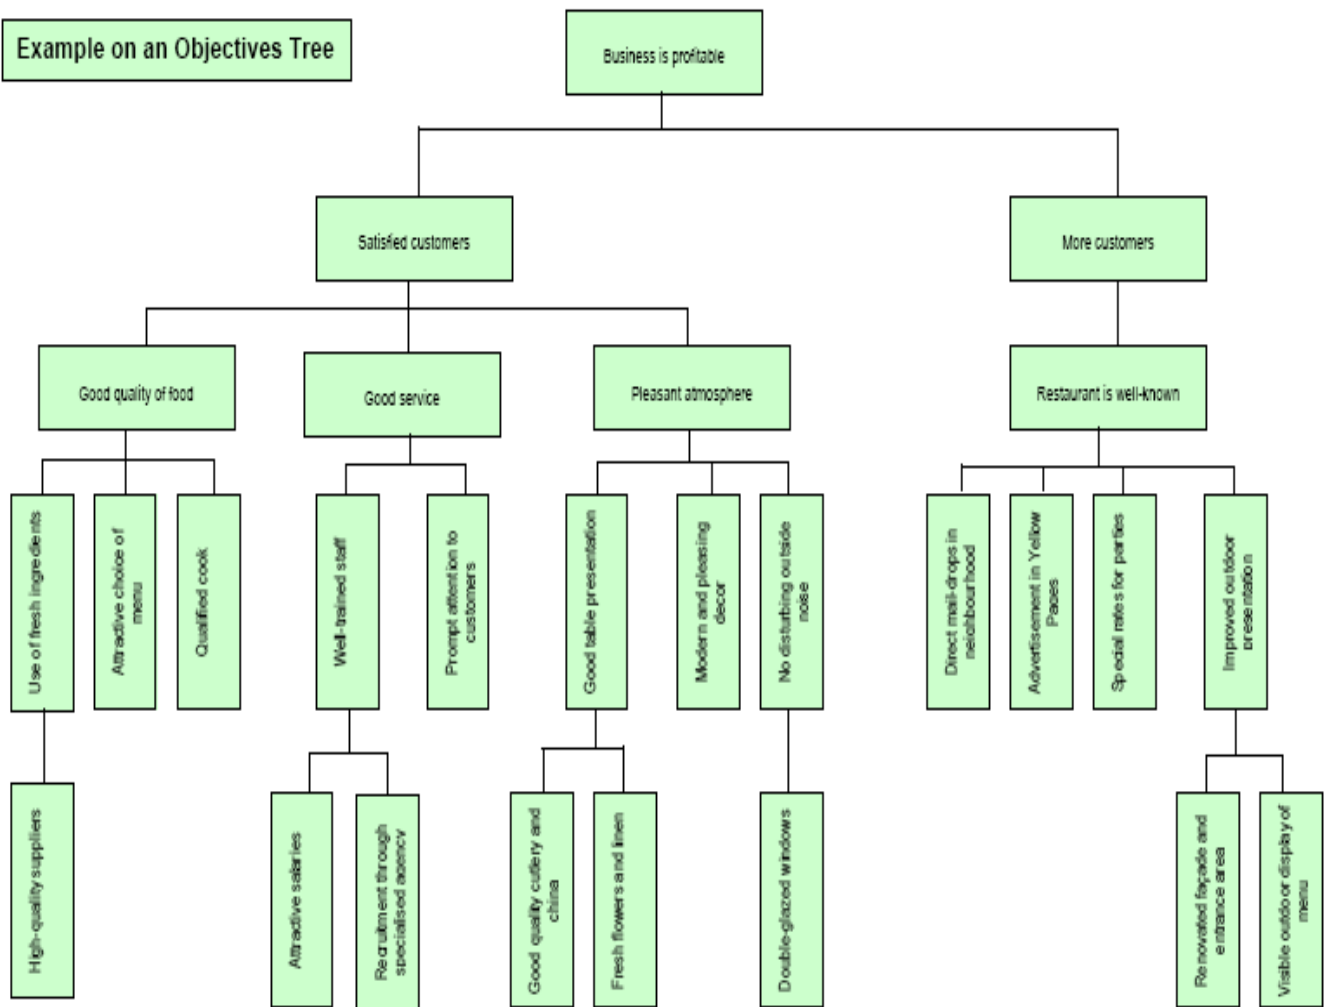 Example on an Objectives Tree
Business is profitable
Satisfied customers
More customers
Good quality of food
Good service
Pleasant atmosphere
Restaurant is well-known
Use of fresh ingredients
Attractive choice of
menu
Qualified cook
Well-trained staff
Prompt attention to
customers
Good table presentation
Modern and pleasing
decor
No disturbing outside
noise
Direct mail-drops in
neighbourhood
Advertisement in Yellow
Pages
Special rates for parties
Improved outdoor
presentation
High-quality suppliers
Attractive salaries
Recruitment through
specialised agency
Good quality cutlery and
china
Fresh flowers and linen
Double-glazed windows
Renovated façade and
entrance area
Visible outdoor display of
menu